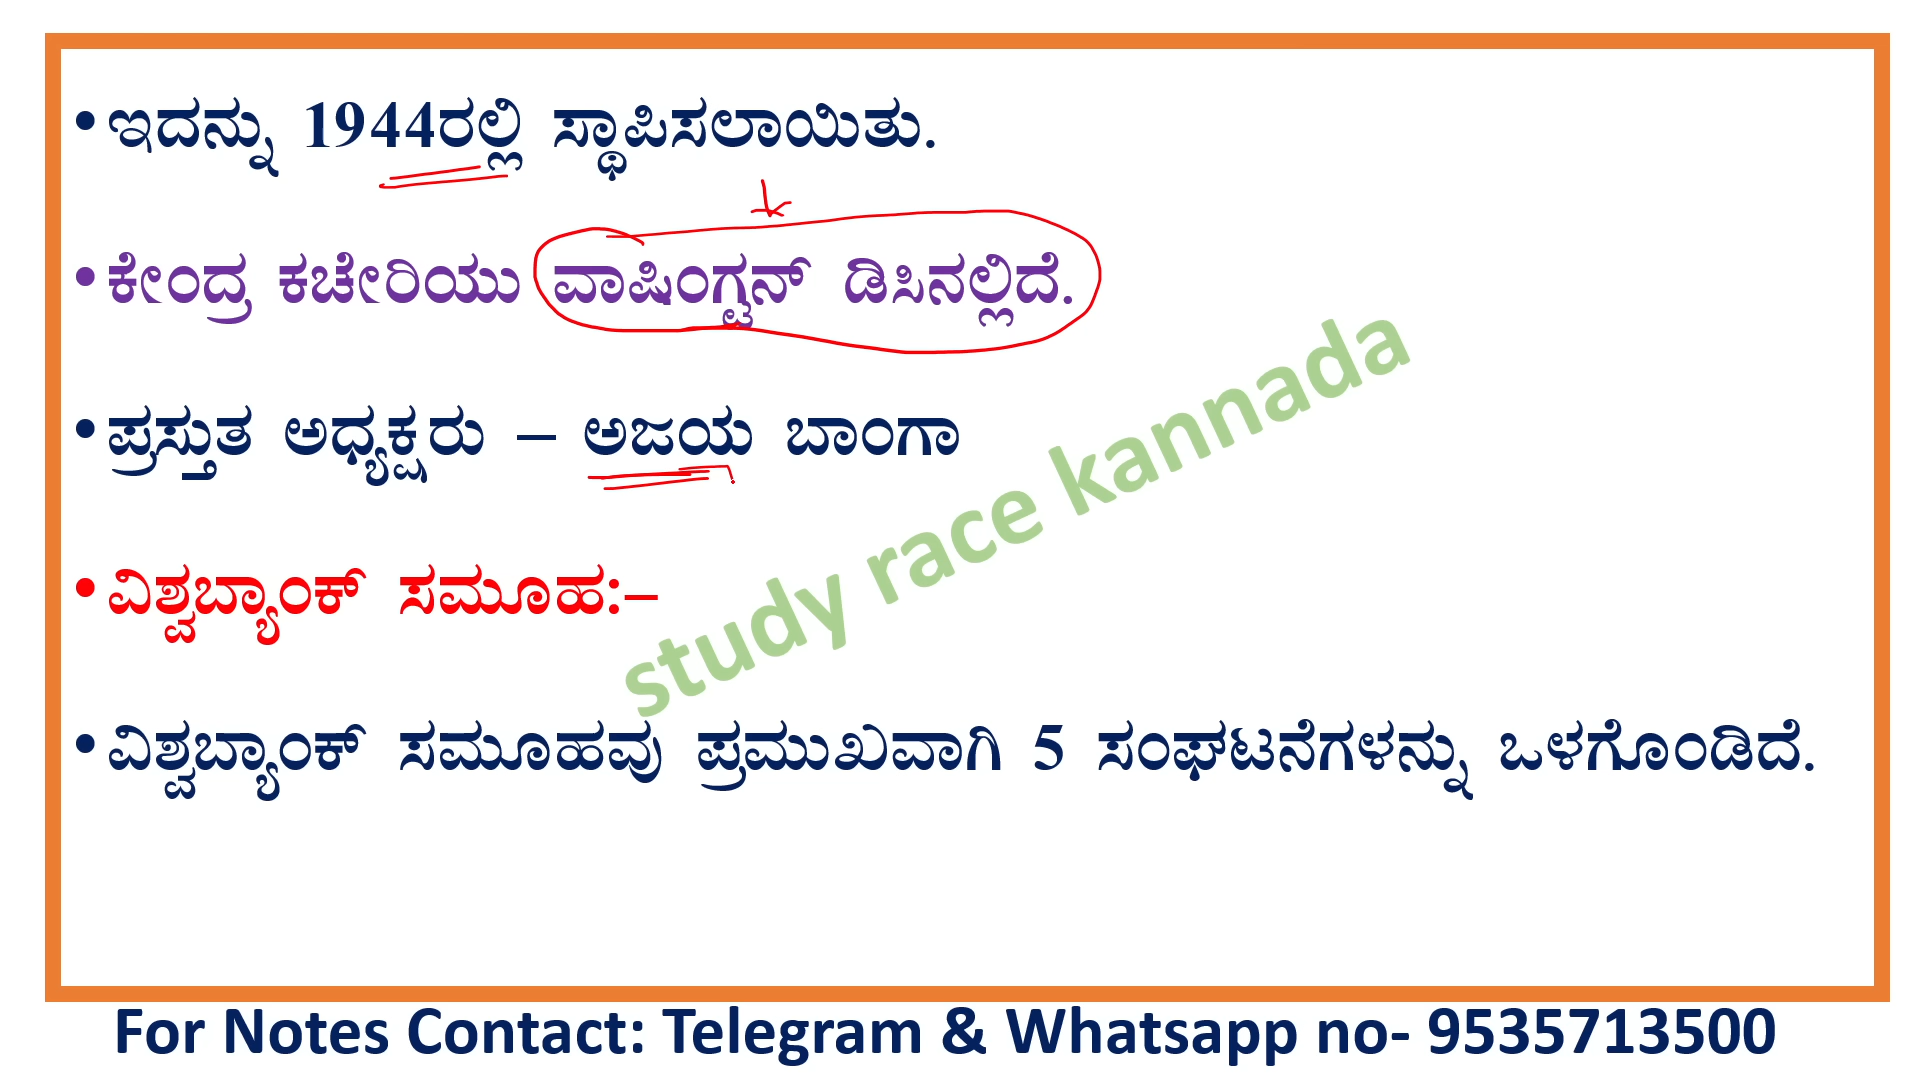 •ಇದನ್ನು 1944ರಲ್ಲಿ ಸ್ಥಾಪಿಸಲಾಯಿತು.
•ಕೇಂದ್ರ ಕಚೇರಿಯು ವಾಷಿಂಗ್ಟನ್ ಡಿಸಿನಲ್ಲಿದೆ.
•ಪ್ರಸ್ತುತ ಅಧ್ಯಕ್ಷರು – ಅಜಯ ಬಾಂಗಾ
•ವಿಶ್ವಬ್ಯಾಂಕ್ ಸಮೂಹ:–
study race kannada
•ವಿಶ್ವಬ್ಯಾಂಕ್ ಸಮೂಹವು ಪ್ರಮುಖವಾಗಿ 5 ಸಂಘಟನೆಗಳನ್ನು ಒಳಗೊಂಡಿದೆ.
For Notes Contact: Telegram & Whatsapp no- 9535713500